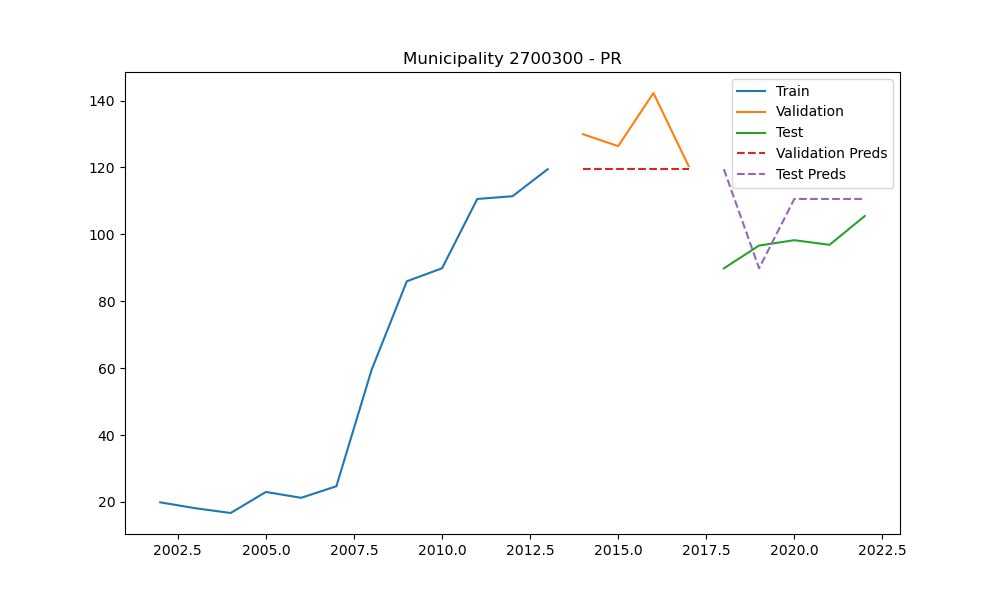 Municipality 2700300 - PR
Train
Validation
Test
Validation Preds
Test Preds
140
120
100
80
60
40
20
2002.5 2005.0 2007.5 2010.0 2012.5 2015.0 2017.5 2020.0 2022.5